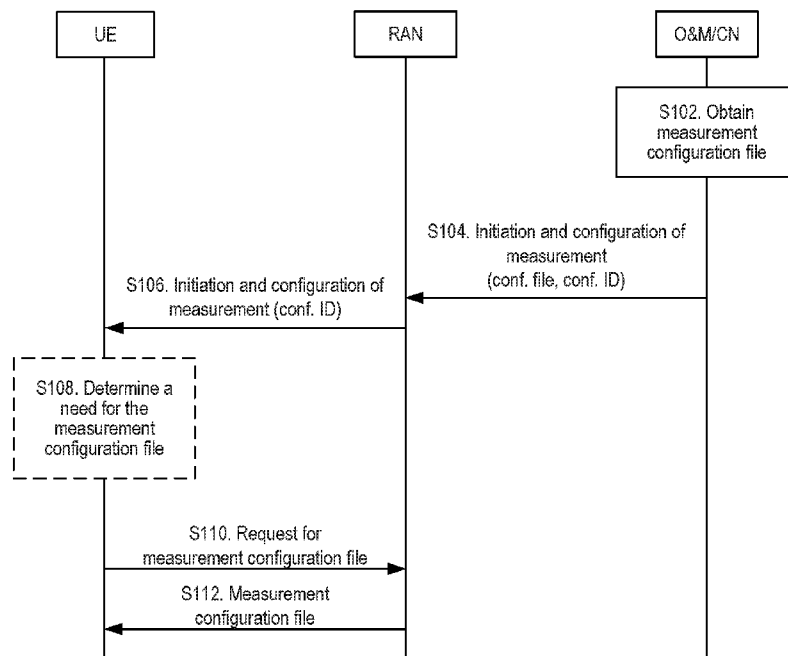 UE
RAN
O&M/CN
S102. Obtain
measurement
configuration file
S104. Initiation and configuration of
measurement
(conf. file, conf. ID)
S106. Initiation and configuration of
measurement (conf. ID)
S108. Determine a
need for the
measurement
configuration file
S110. Request for
measurement configuration file
S112. Measurement
configuration file